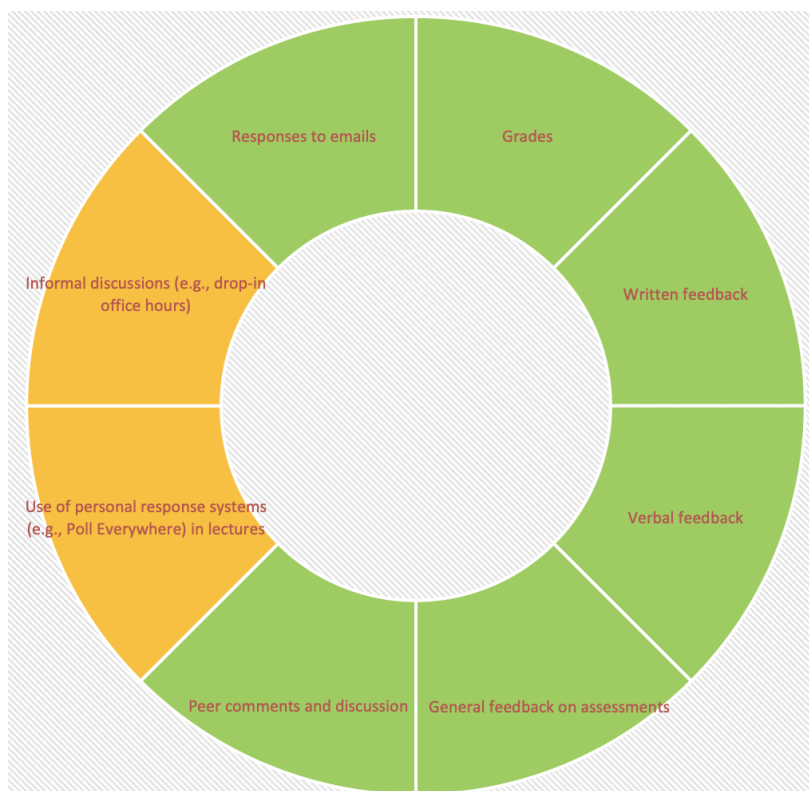 Responses to emails
Grades
Informal discussions (e.g., drop-in
office hours)
Written feedback
Use of personal response systems
(e.g., Poll Everywhere) in lectures
Verbal feedback
Peer comments and discussion
General feedback on assessments